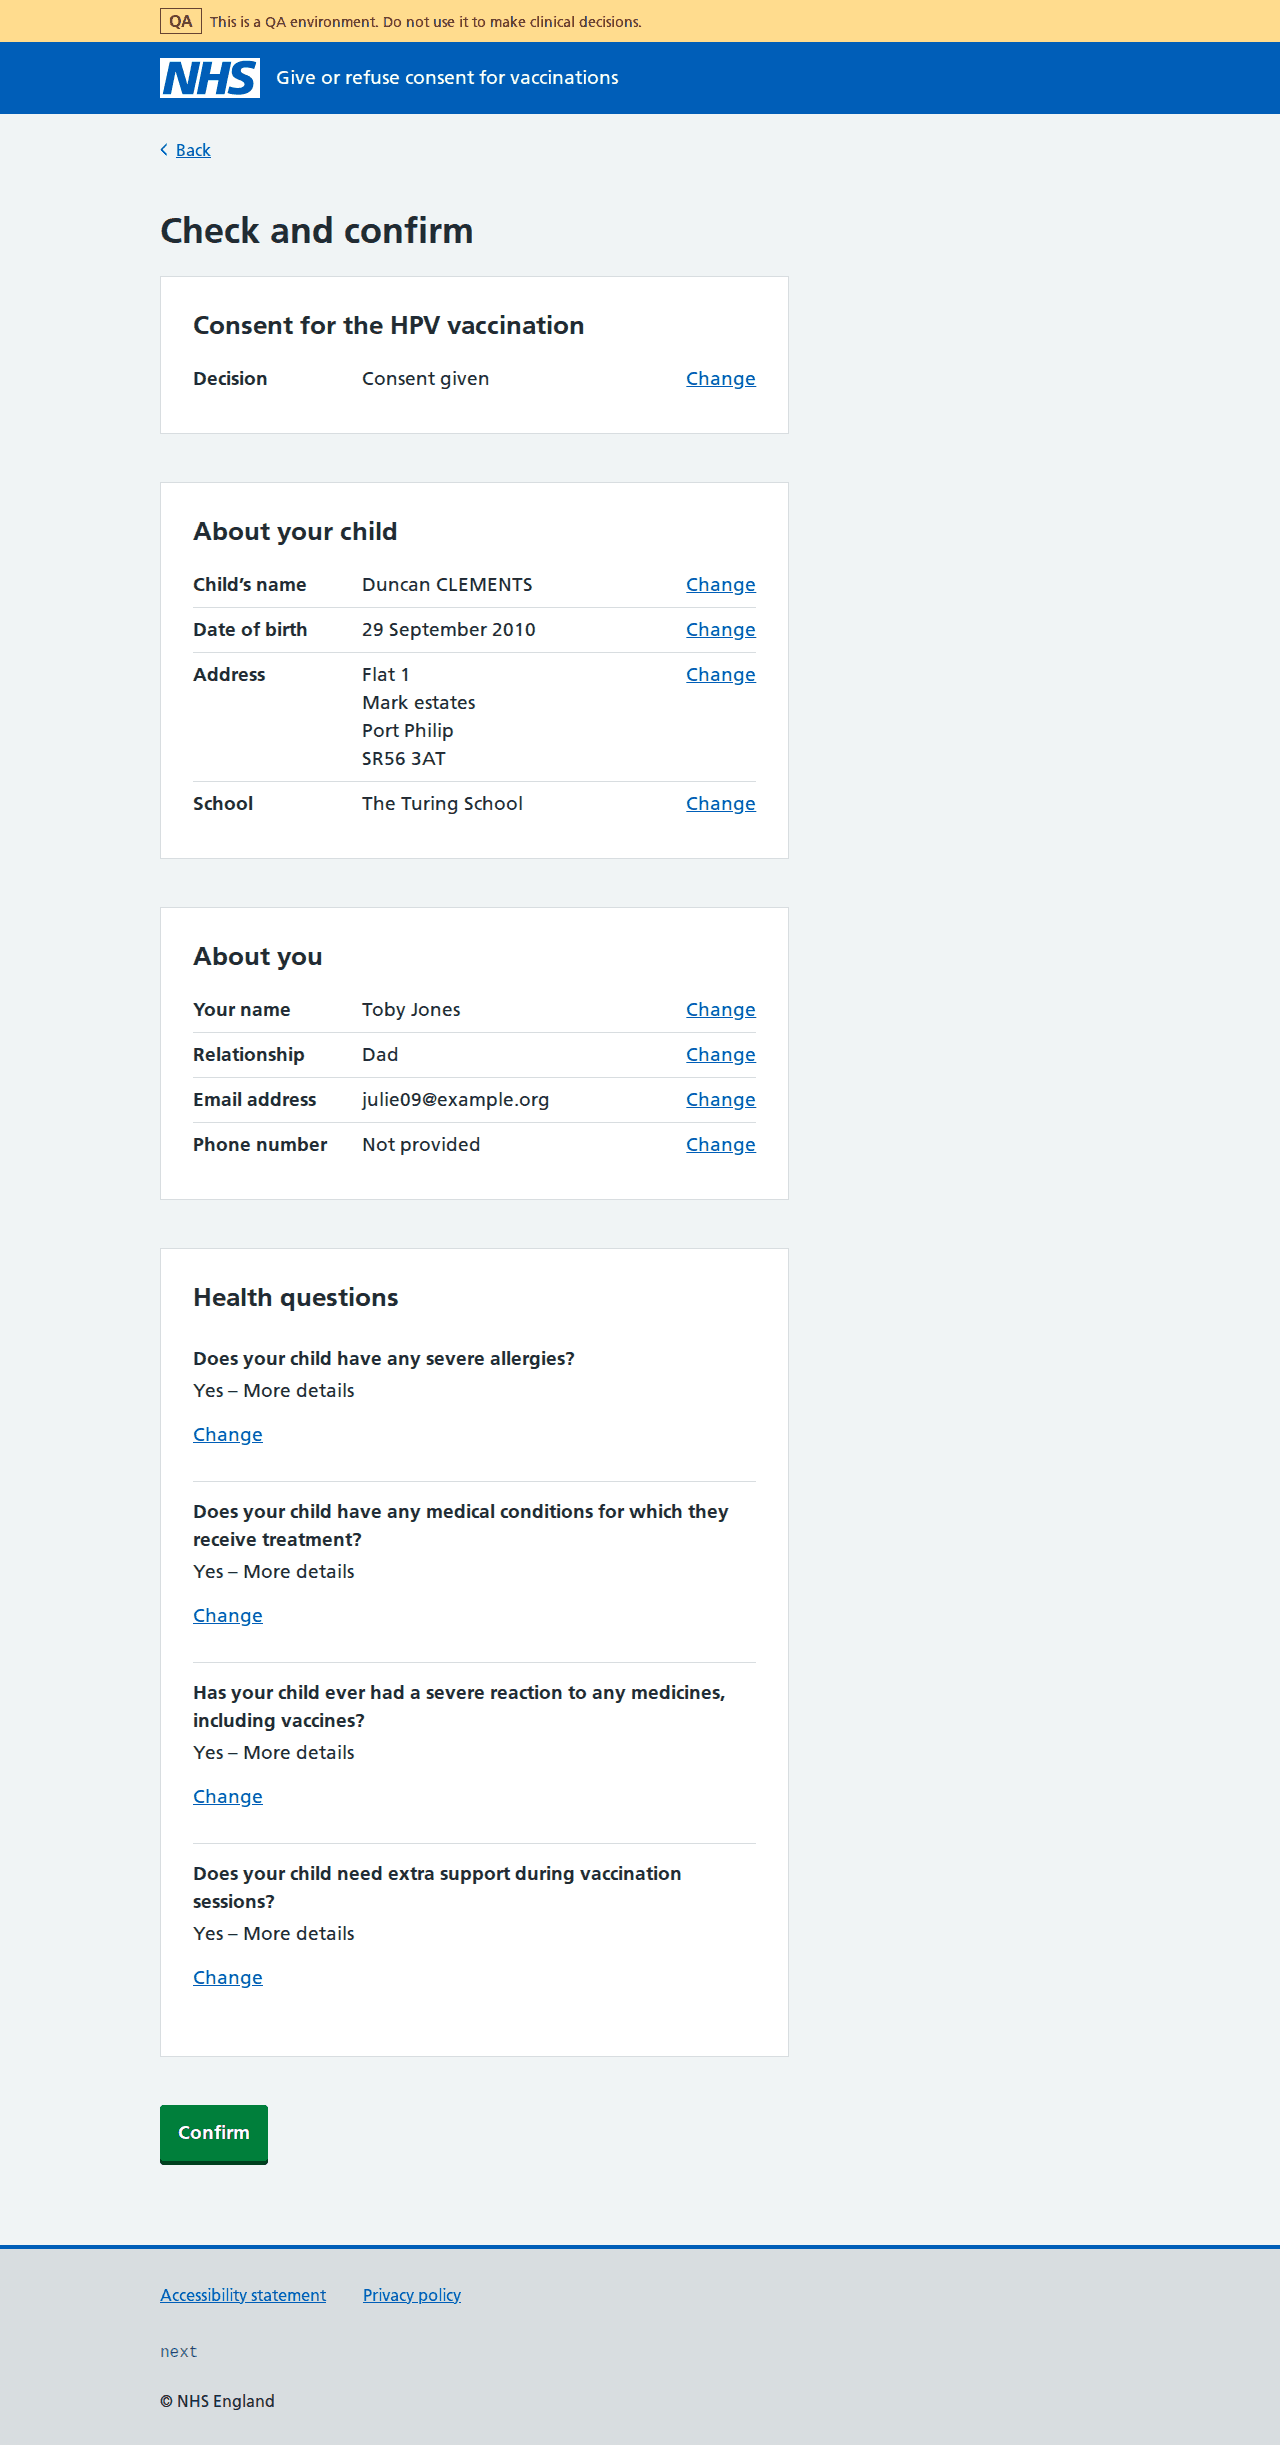 QA This is a QA environment. Do not use it to make clinical decisions.
NHS Give or refuse consent for vaccinations
Back
Check and confirm
Consent for the HPV vaccination
Decision Consent given Change
About your child
Child’s name Duncan CLEMENTS Change
Date of birth 29 September 2010 Change
Address Flat 1 Change
Mark estates
Port Philip
SR56 3AT
School The Turing School Change
About you
Your name Toby Jones Change
Relationship Dad Change
Email address julie09@example.org Change
Phone number Not provided Change
Health questions
Does your child have any severe allergies?
Yes – More details
Change
Does your child have any medical conditions for which they
receive treatment?
Yes – More details
Change
Has your child ever had a severe reaction to any medicines,
including vaccines?
Yes – More details
Change
Does your child need extra support during vaccination
sessions?
Yes – More details
Change
Confirm
Accessibility statement Privacy policy
next
© NHS England